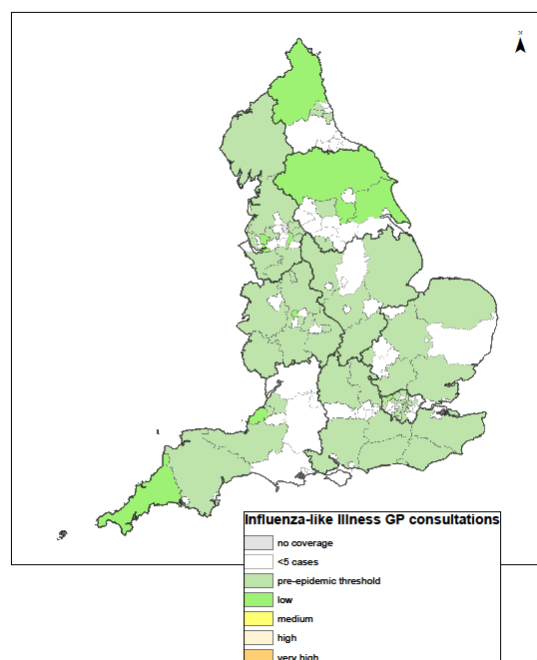 N
Influenza-like Illness GP consultations
no coverage
<5 cases
pre-epidemic threshold
low
medium
high
very high